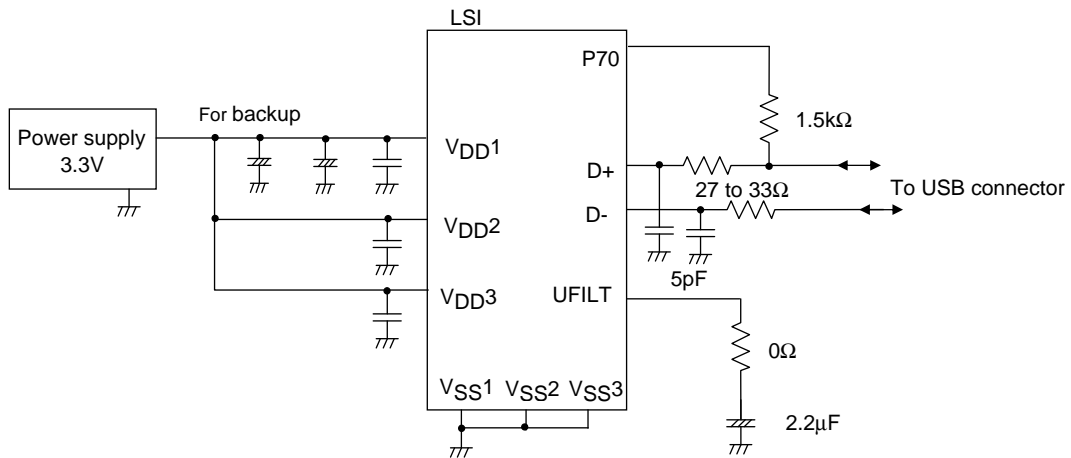 LSI
P70
For backup
Power supply
3.3V
VDD1
1.5kΩ
D+
27 to 33Ω
To USB connector
D-
VDD2
5pF
VDD3
UFILT
0Ω
VSS1
VSS2
VSS3
2.2μF